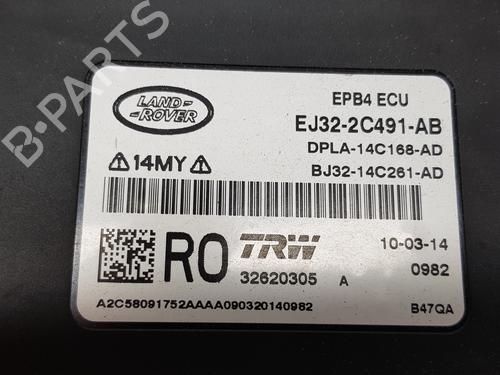 B-PARTS
LAND ROVER
EPB4 ECU
EJ32-2C491-AB
DPLA-14C168-AD
14MY
BJ32-14C261-AD
RO
TRW
10-03-14
32620305 A
0982
A2C58091752AAAA090320140982
B47QA